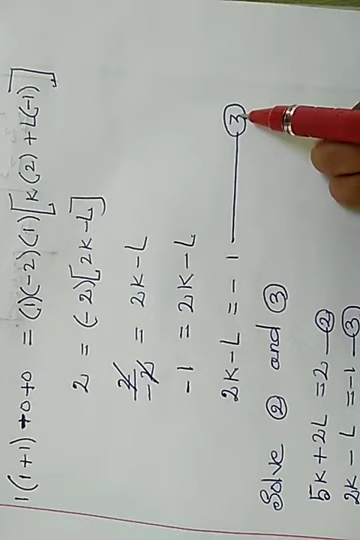 1(1+1)+0+0 = (1)(-2)(1)[K(2)+L(-1)]
2 = (-2)[2K-L]
2/-2 = 2K-L
-1 = 2K-L
2K-L = -1 — ③
Solve ② and ③
5K+2L = 2 — ②
2K-L = -1 — ③